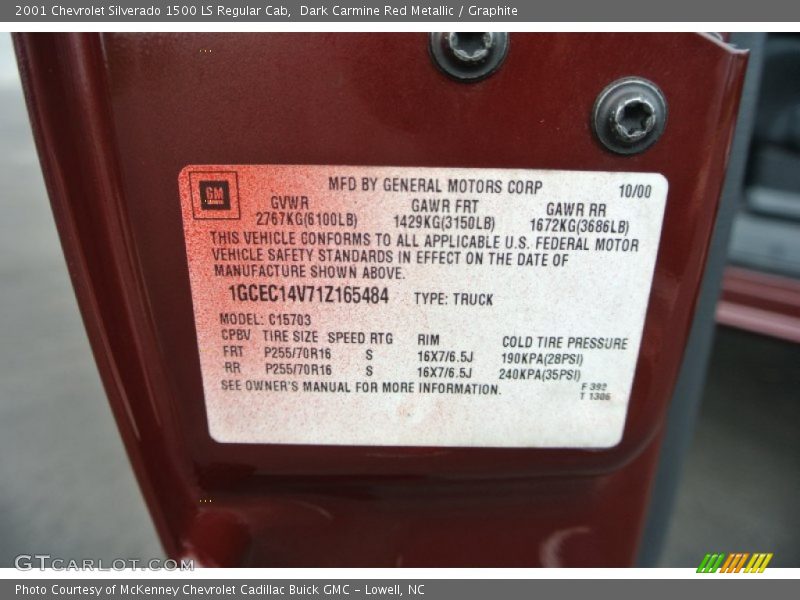 2001 Chevrolet Silverado 1500 LS Regular Cab, Dark Carmine Red Metallic / Graphite
GM
MFD BY GENERAL MOTORS CORP 10/00
GVWR GAWR FRT GAWR RR
2767KG(6100LB) 1429KG(3150LB) 1672KG(3686LB)
THIS VEHICLE CONFORMS TO ALL APPLICABLE U.S. FEDERAL MOTOR
VEHICLE SAFETY STANDARDS IN EFFECT ON THE DATE OF
MANUFACTURE SHOWN ABOVE.
1GCEC14V71Z165484 TYPE: TRUCK
MODEL: C15703
CPBV TIRE SIZE SPEED RTG RIM COLD TIRE PRESSURE
FRT P255/70R16 S 16X7/6.5J 190KPA(28PSI)
RR P255/70R16 S 16X7/6.5J 240KPA(35PSI)
SEE OWNER'S MANUAL FOR MORE INFORMATION.
F 392
T 1306
GTCARLOT.COM
Photo Courtesy of McKenney Chevrolet Cadillac Buick GMC - Lowell, NC